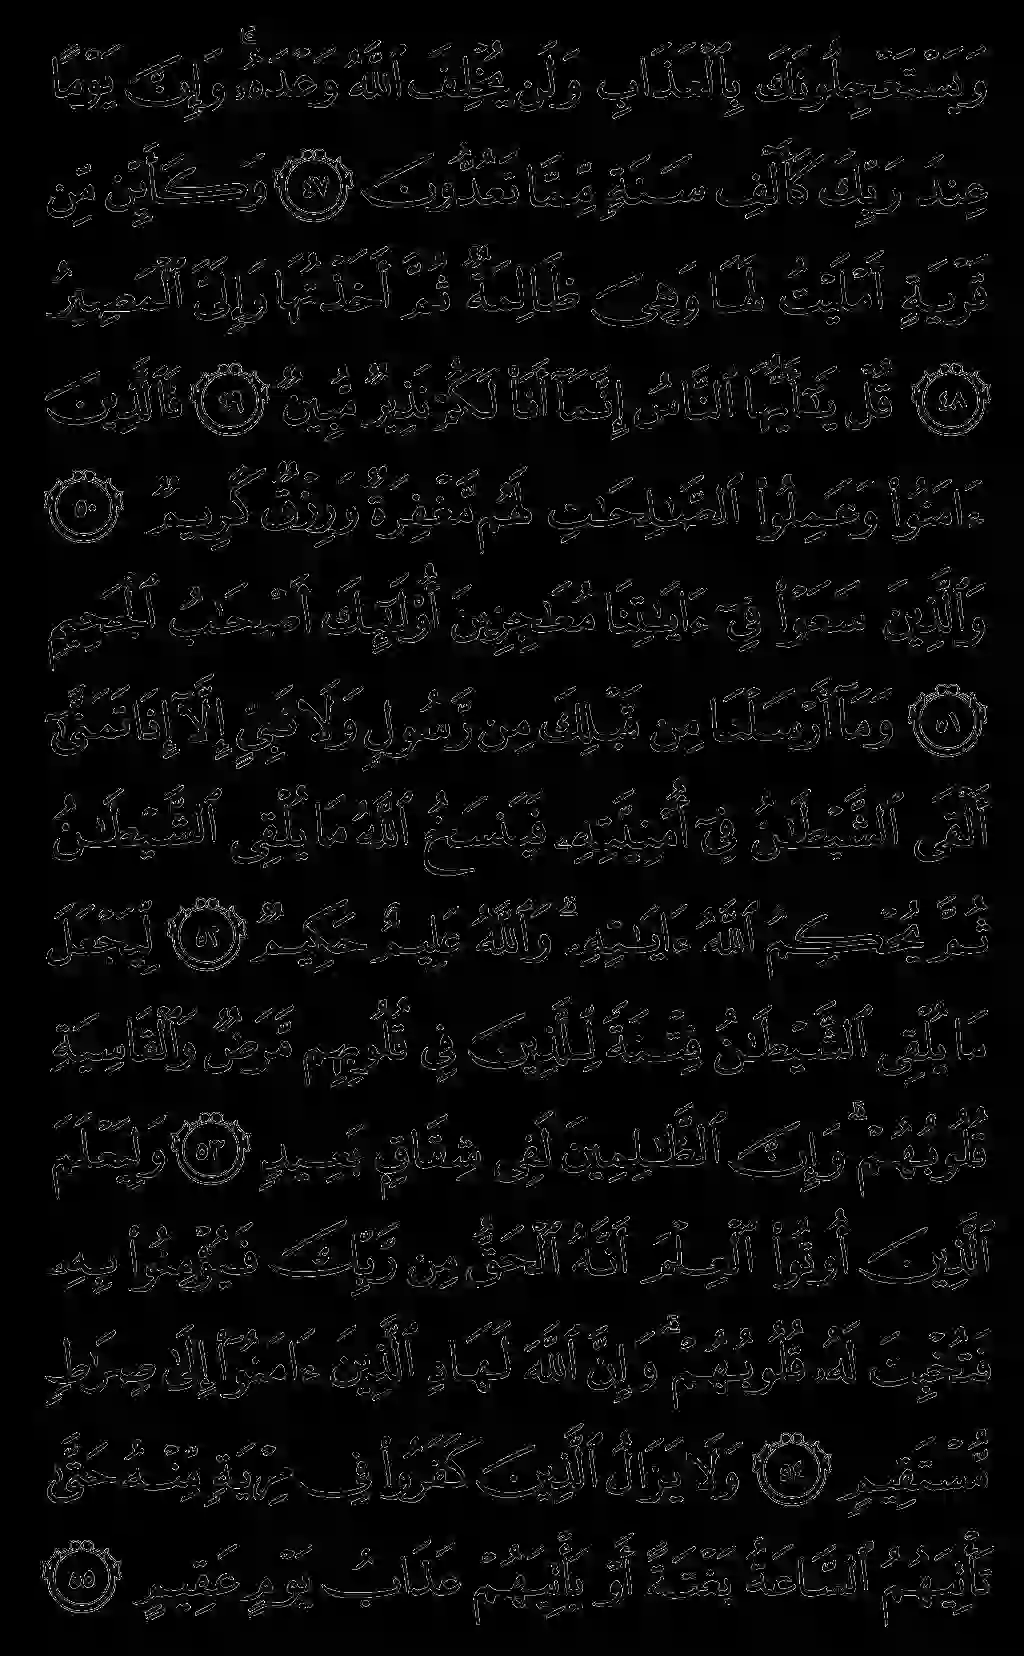 وَيَسْتَعْجِلُونَكَ بِٱلْعَذَابِ وَلَن يُخْلِفَ ٱللَّهُ وَعْدَهُۥ ۚ وَإِنَّ يَوْمًا
عِندَ رَبِّكَ كَأَلْفِ سَنَةٍ مِّمَّا تَعُدُّونَ ٤٧ وَكَأَيِّن مِّن
قَرْيَةٍ أَمْلَيْتُ لَهَا وَهِىَ ظَالِمَةٌ ثُمَّ أَخَذْتُهَا وَإِلَىَّ ٱلْمَصِيرُ
٤٨ قُلْ يَـٰٓأَيُّهَا ٱلنَّاسُ إِنَّمَآ أَنَا۠ لَكُمْ نَذِيرٌ مُّبِينٌ ٤٩ فَٱلَّذِينَ
ءَامَنُوا۟ وَعَمِلُوا۟ ٱلصَّـٰلِحَـٰتِ لَهُم مَّغْفِرَةٌ وَرِزْقٌ كَرِيمٌ ٥٠
وَٱلَّذِينَ سَعَوْا۟ فِىٓ ءَايَـٰتِنَا مُعَـٰجِزِينَ أُو۟لَـٰٓئِكَ أَصْحَـٰبُ ٱلْجَحِيمِ
٥١ وَمَآ أَرْسَلْنَا مِن قَبْلِكَ مِن رَّسُولٍ وَلَا نَبِىٍّ إِلَّآ إِذَا تَمَنَّىٰٓ
أَلْقَى ٱلشَّيْطَـٰنُ فِىٓ أُمْنِيَّتِهِۦ فَيَنسَخُ ٱللَّهُ مَا يُلْقِى ٱلشَّيْطَـٰنُ
ثُمَّ يُحْكِمُ ٱللَّهُ ءَايَـٰتِهِۦ ۗ وَٱللَّهُ عَلِيمٌ حَكِيمٌ ٥٢ لِّيَجْعَلَ
مَا يُلْقِى ٱلشَّيْطَـٰنُ فِتْنَةً لِّلَّذِينَ فِى قُلُوبِهِم مَّرَضٌ وَٱلْقَاسِيَةِ
قُلُوبُهُمْ ۗ وَإِنَّ ٱلظَّـٰلِمِينَ لَفِى شِقَاقٍۭ بَعِيدٍ ٥٣ وَلِيَعْلَمَ
ٱلَّذِينَ أُوتُوا۟ ٱلْعِلْمَ أَنَّهُ ٱلْحَقُّ مِن رَّبِّكَ فَيُؤْمِنُوا۟ بِهِۦ
فَتُخْبِتَ لَهُۥ قُلُوبُهُمْ ۗ وَإِنَّ ٱللَّهَ لَهَادِ ٱلَّذِينَ ءَامَنُوٓا۟ إِلَىٰ صِرَٰطٍ
مُّسْتَقِيمٍ ٥٤ وَلَا يَزَالُ ٱلَّذِينَ كَفَرُوا۟ فِى مِرْيَةٍ مِّنْهُ حَتَّىٰ
تَأْتِيَهُمُ ٱلسَّاعَةُ بَغْتَةً أَوْ يَأْتِيَهُمْ عَذَابُ يَوْمٍ عَقِيمٍ ٥٥